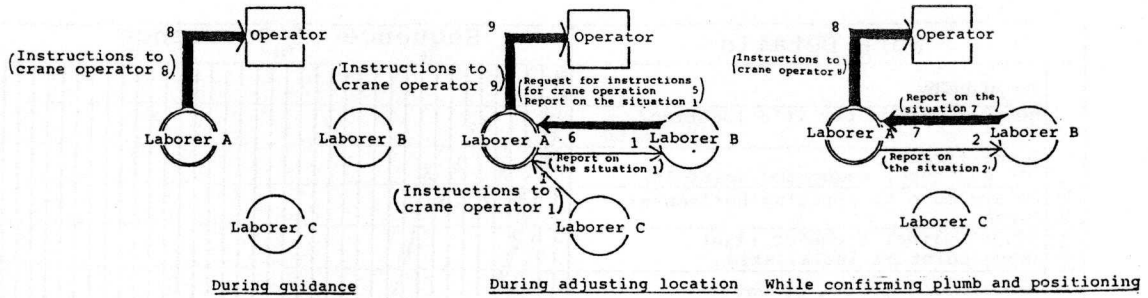 8
Operator
(Instructions to
crane operator 8)
Laborer A
Laborer B
Laborer C
During guidance
9
Operator
(Instructions to
crane operator 9)
(Request for instructions
for crane operation 5
Report on the situation 1)
Laborer A
6
1
Laborer B
(Report on
the situation 1)
1
(Instructions to
crane operator 1)
Laborer C
During adjusting location
8
Operator
(Instructions to
crane operator 8)
(Report on the
situation 7)
Laborer A
7
2
Laborer B
(Report on
the situation 2)
Laborer C
While confirming plumb and positioning